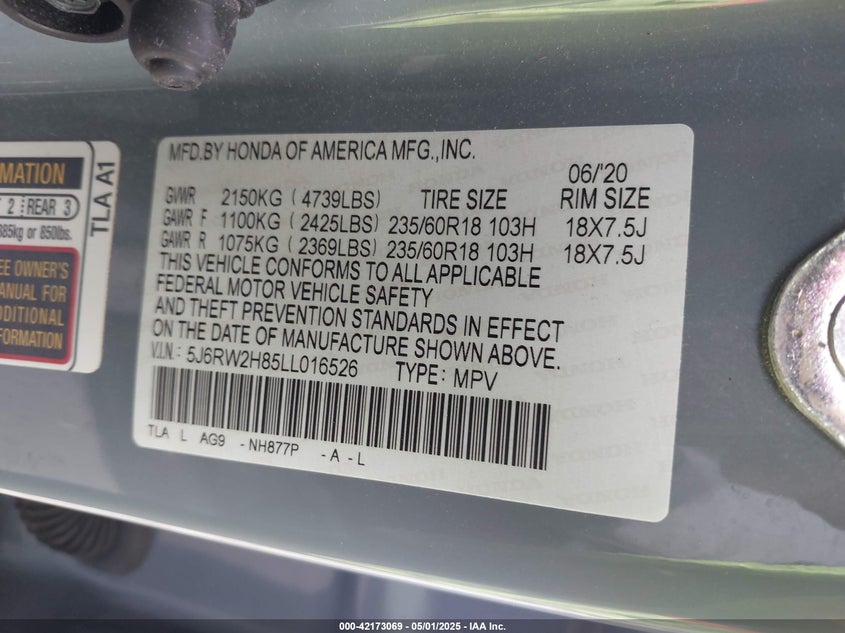 MFD.BY HONDA OF AMERICA MFG.,INC.
06/'20
GVWR 2150KG ( 4739LBS) TIRE SIZE RIM SIZE
GAWR F 1100KG ( 2425LBS) 235/60R18 103H 18X7.5J
GAWR R 1075KG ( 2369LBS) 235/60R18 103H 18X7.5J
THIS VEHICLE CONFORMS TO ALL APPLICABLE
FEDERAL MOTOR VEHICLE SAFETY
AND THEFT PREVENTION STANDARDS IN EFFECT
ON THE DATE OF MANUFACTURE SHOWN ABOVE.
V.I.N.: 5J6RW2H85LL016526 TYPE: MPV
TLA L AG9 - NH877P - A - L
MATION
2 REAR 3
385kg or 850lbs.
EE OWNER'S
ANUAL FOR
DDITIONAL
FORMATION
TLA A1
000-42173069 - 05/01/2025 - IAA Inc.